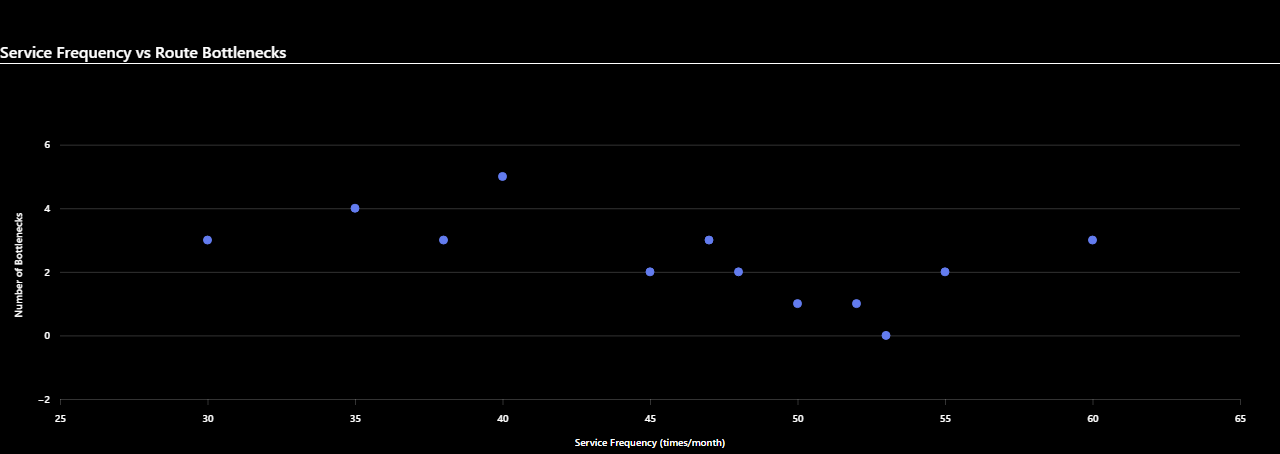 Service Frequency vs Route Bottlenecks
Number of Bottlenecks
6
4
2
0
−2
25 30 35 40 45 50 55 60 65
Service Frequency (times/month)